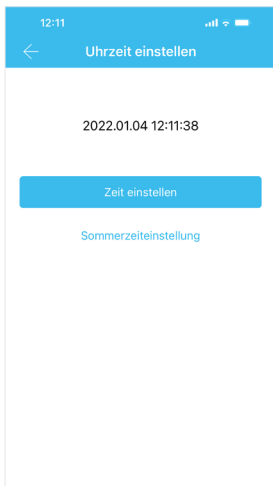 12:11
Uhrzeit einstellen
2022.01.04 12:11:38
Zeit einstellen
Sommerzeiteinstellung